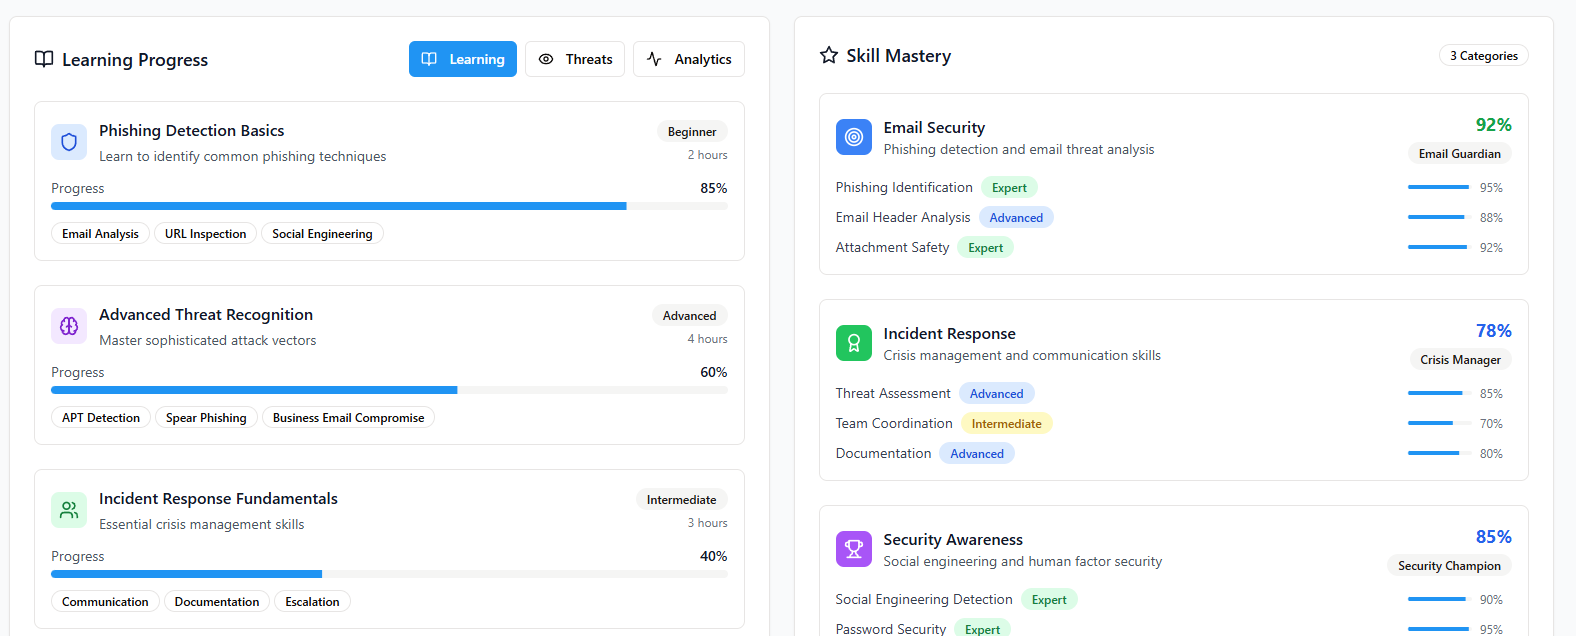 Learning Progress
Learning
Threats
Analytics
Phishing Detection Basics
Beginner
Learn to identify common phishing techniques
2 hours
Progress
85%
Email Analysis
URL Inspection
Social Engineering
Advanced Threat Recognition
Advanced
Master sophisticated attack vectors
4 hours
Progress
60%
APT Detection
Spear Phishing
Business Email Compromise
Incident Response Fundamentals
Intermediate
Essential crisis management skills
3 hours
Progress
40%
Communication
Documentation
Escalation
Skill Mastery
3 Categories
Email Security
92%
Phishing detection and email threat analysis
Email Guardian
Phishing Identification Expert 95%
Email Header Analysis Advanced 88%
Attachment Safety Expert 92%
Incident Response
78%
Crisis management and communication skills
Crisis Manager
Threat Assessment Advanced 85%
Team Coordination Intermediate 70%
Documentation Advanced 80%
Security Awareness
85%
Social engineering and human factor security
Security Champion
Social Engineering Detection Expert 90%
Password Security Expert 95%